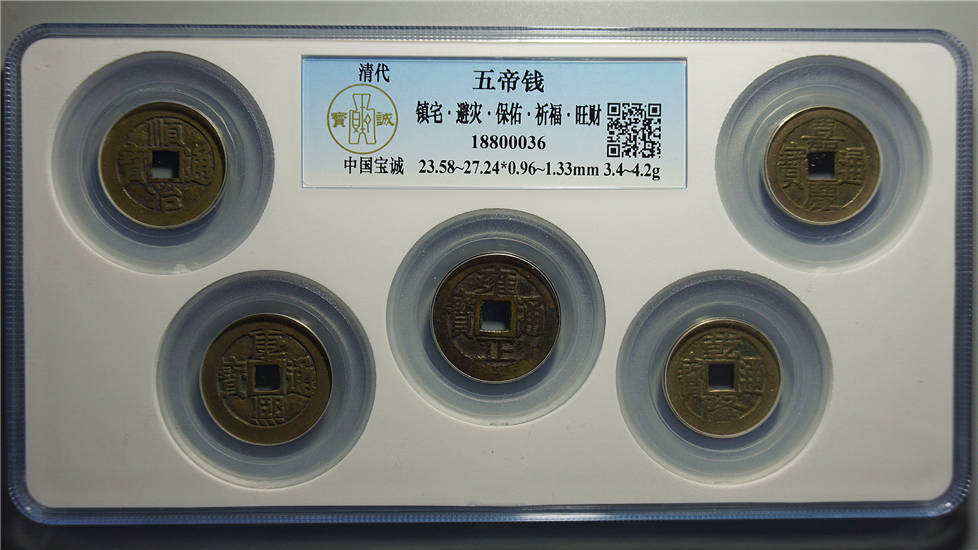 清代
五帝钱
寶 誠
镇宅·避灾·保佑·祈福·旺财
18800036
中国宝诚
23.58~27.24*0.96~1.33mm 3.4~4.2g
順治通寶
嘉慶通寶
康熙通寶
雍正通寶
乾隆通寶